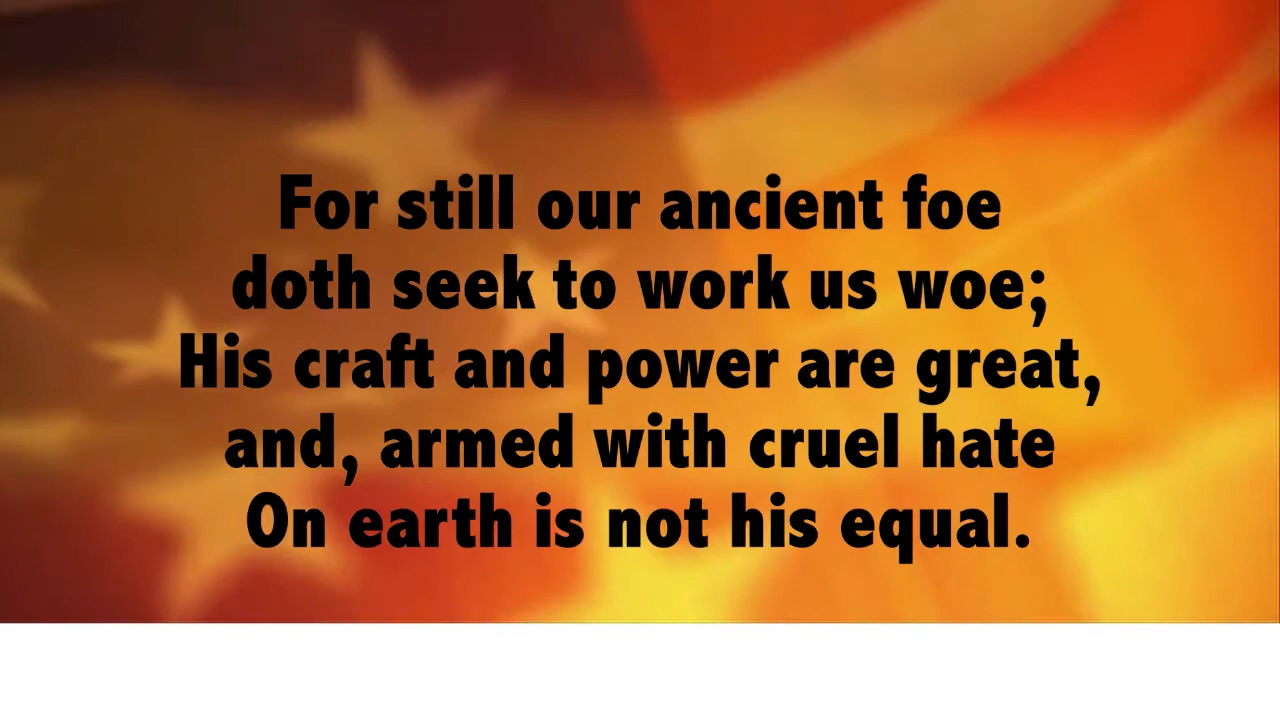 For still our ancient foe
doth seek to work us woe;
His craft and power are great,
and, armed with cruel hate
On earth is not his equal.